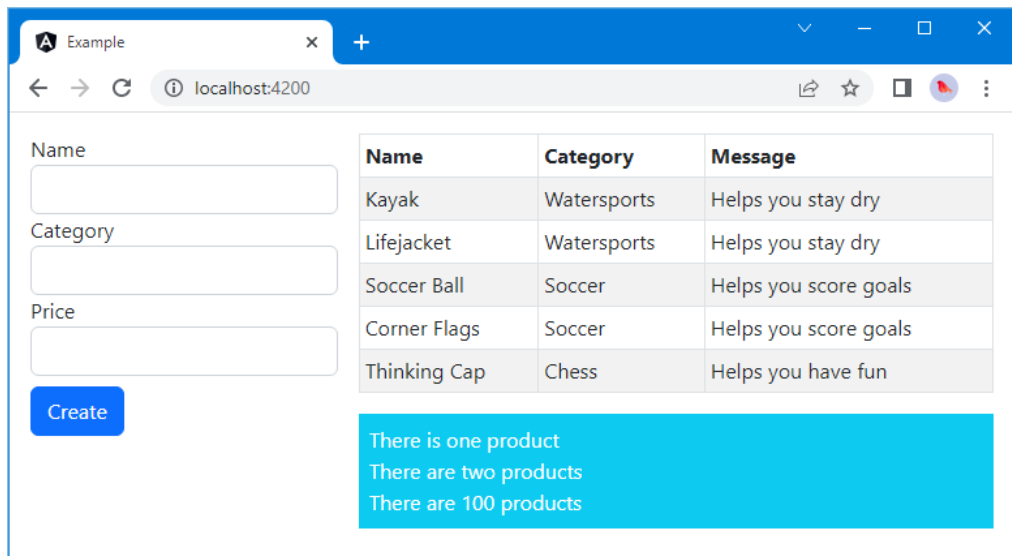 Example
localhost:4200
Name
Category
Price
Create
Name Category Message
Kayak Watersports Helps you stay dry
Lifejacket Watersports Helps you stay dry
Soccer Ball Soccer Helps you score goals
Corner Flags Soccer Helps you score goals
Thinking Cap Chess Helps you have fun
There is one product
There are two products
There are 100 products